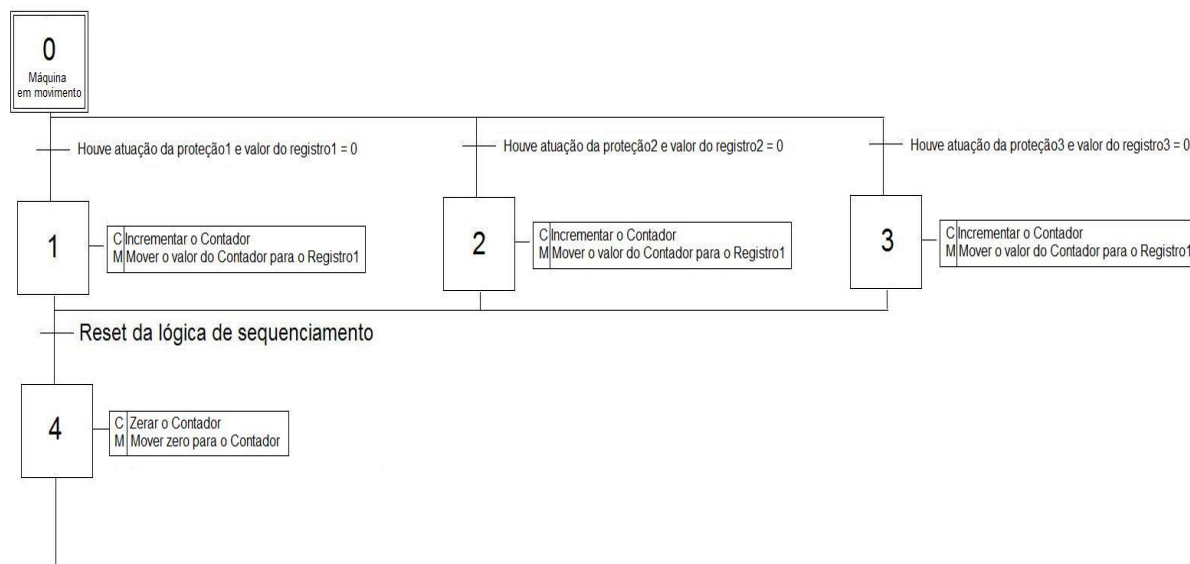 0
Máquina
em movimento
Houve atuação da proteção1 e valor do registro1 = 0
Houve atuação da proteção2 e valor do registro2 = 0
Houve atuação da proteção3 e valor do registro3 = 0
1
C Incrementar o Contador
M Mover o valor do Contador para o Registro1
2
C Incrementar o Contador
M Mover o valor do Contador para o Registro1
3
C Incrementar o Contador
M Mover o valor do Contador para o Registro1
Reset da lógica de sequenciamento
4
C Zerar o Contador
M Mover zero para o Contador